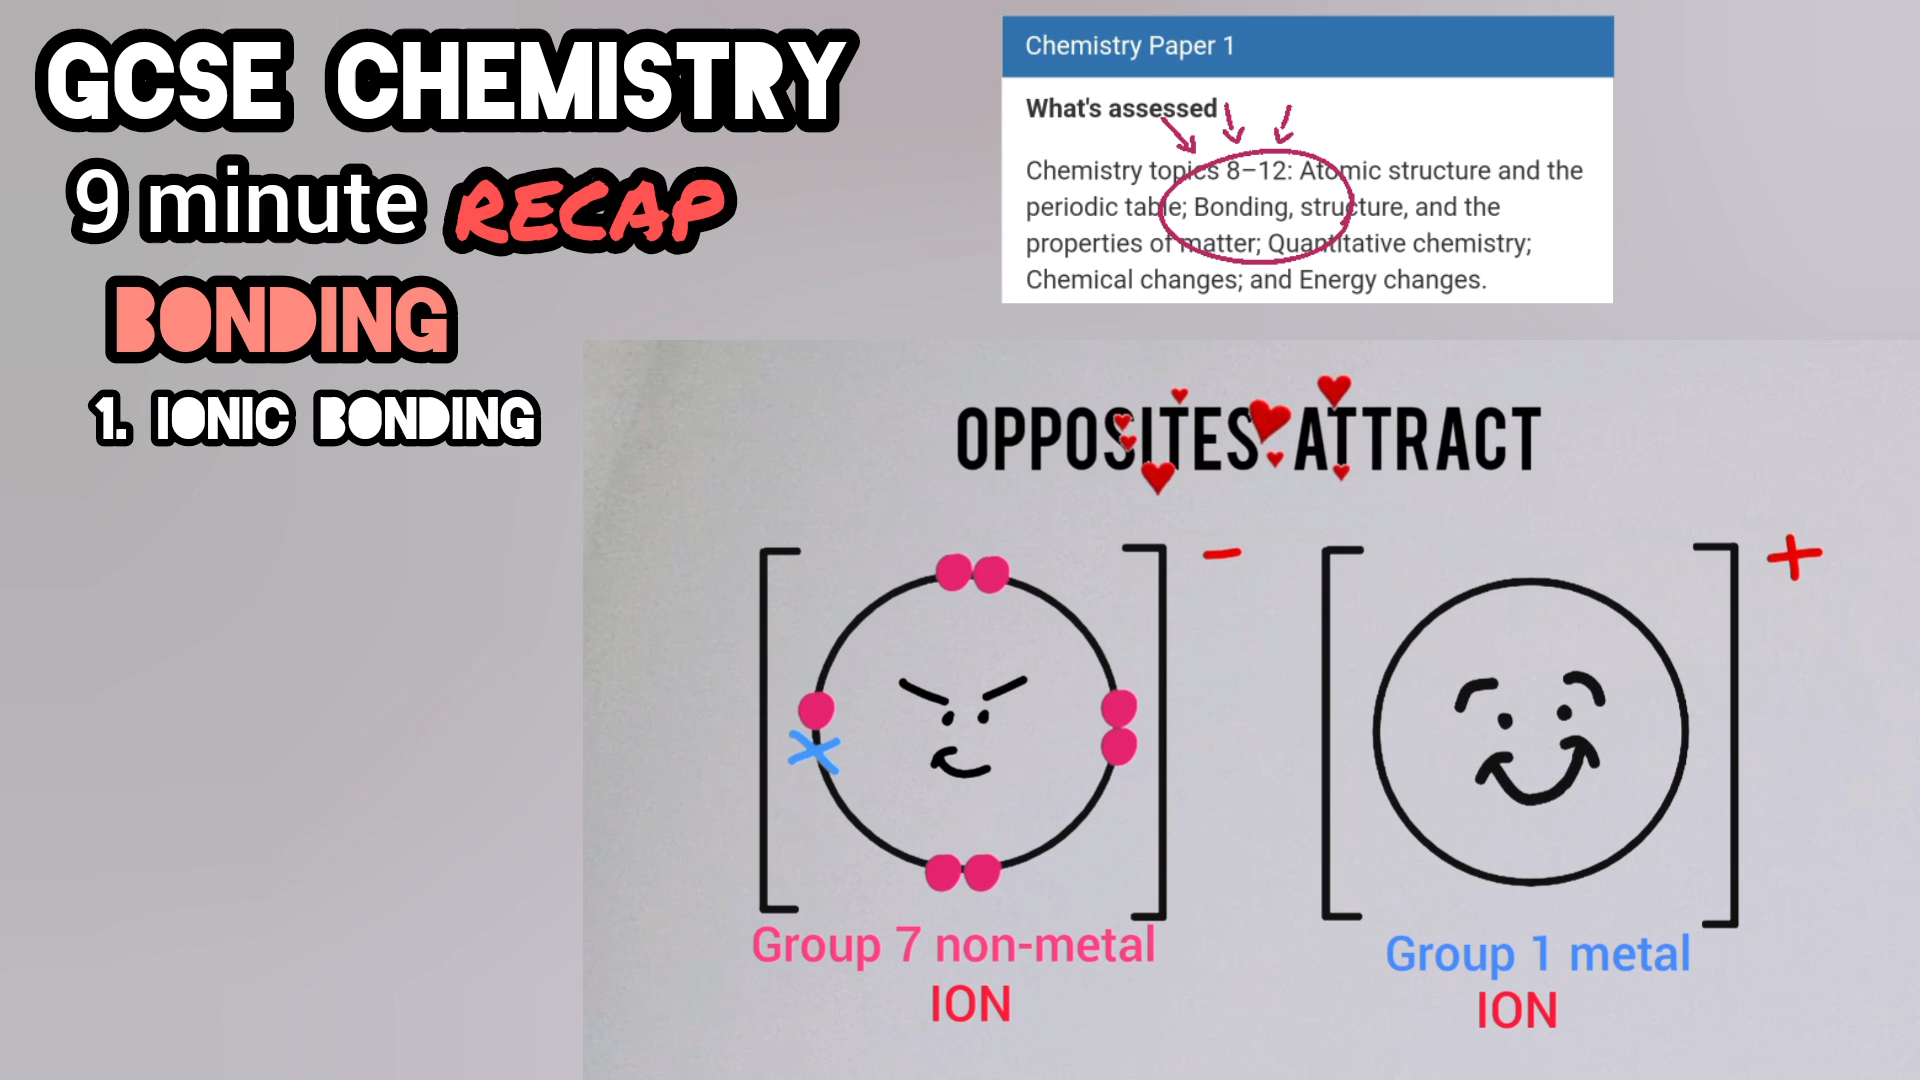 GCSE CHEMISTRY
9 minute RECAP
BONDING
1. IONIC BONDING
Chemistry Paper 1
What's assessed
Chemistry topics 8–12: Atomic structure and the
periodic table; Bonding, structure, and the
properties of matter; Quantitative chemistry;
Chemical changes; and Energy changes.
OPPOSITES ATTRACT
−
+
Group 7 non-metal
ION
Group 1 metal
ION